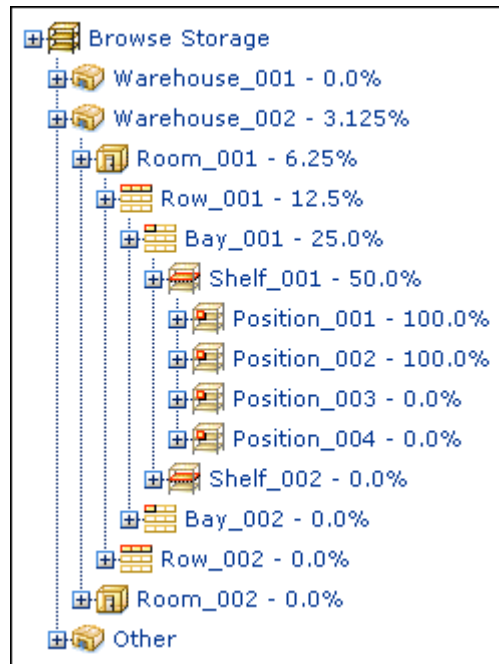 Browse Storage
Warehouse_001 - 0.0%
Warehouse_002 - 3.125%
Room_001 - 6.25%
Row_001 - 12.5%
Bay_001 - 25.0%
Shelf_001 - 50.0%
Position_001 - 100.0%
Position_002 - 100.0%
Position_003 - 0.0%
Position_004 - 0.0%
Shelf_002 - 0.0%
Bay_002 - 0.0%
Row_002 - 0.0%
Room_002 - 0.0%
Other